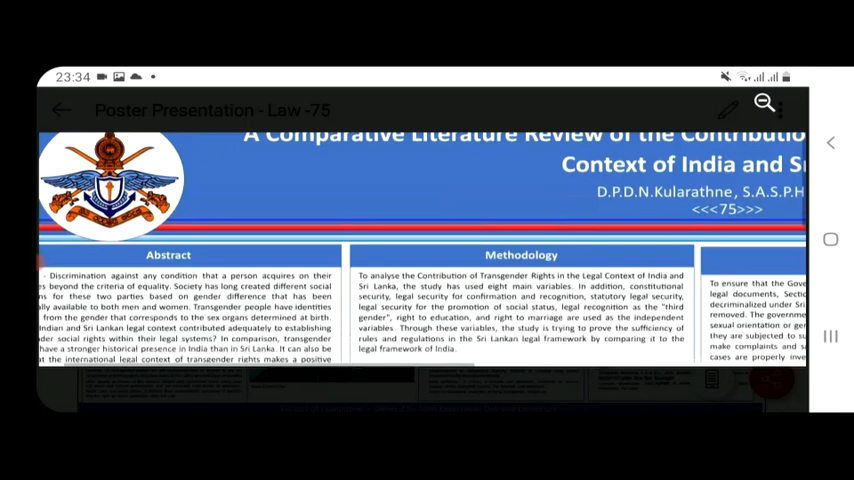 23:34
Poster Presentation - Law -75
A Comparative Literature Review of the Contributio
Context of India and Sr
D.P.D.N.Kularathne, S.A.S.P.H
<<<75>>>
Abstract
- Discrimination against any condition that a person acquires on their
es beyond the criteria of equality. Society has long created different social
ns for these two parties based on gender difference that has been
lly available to both men and women. Transgender people have identities
from the gender that corresponds to the sex organs determined at birth.
Indian and Sri Lankan legal context contributed adequately to establishing
der social rights within their legal systems? In comparison, transgender
have a stronger historical presence in India than in Sri Lanka. It can also be
t the international legal context of transgender rights makes a positive
Methodology
To analyse the Contribution of Transgender Rights in the Legal Context of India and
Sri Lanka, the study has used eight main variables. In addition, constitutional
security, legal security for confirmation and recognition, statutory legal security,
legal security for the promotion of social status, legal recognition as the "third
gender", right to education, and right to marriage are used as the independent
variables. Through these variables, the study is trying to prove the sufficiency of
rules and regulations in the Sri Lankan legal framework by comparing it to the
legal framework of India.
To ensure that the Gove
legal documents, Sectio
decriminalized under Sri
removed. The governme
sexual orientation or ger
they are subjected to su
make complaints and s
cases are properly inve